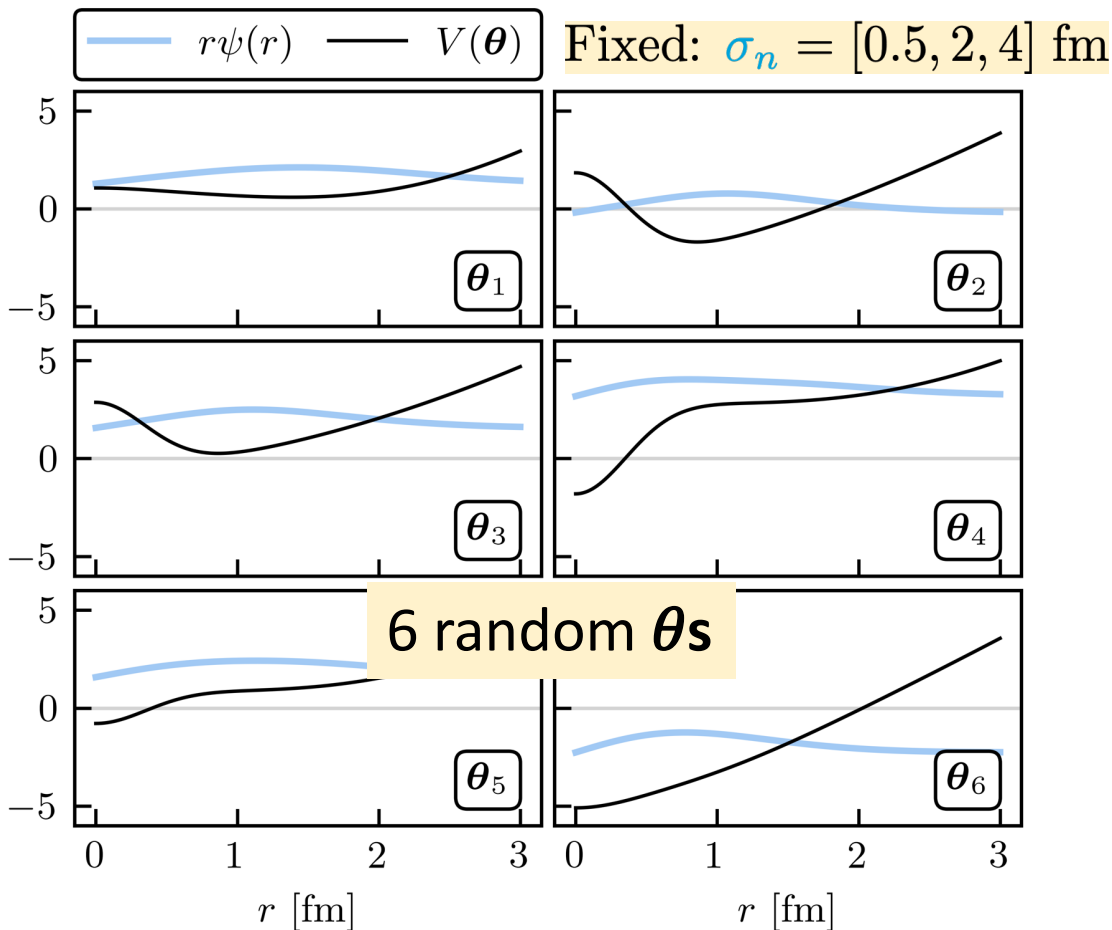 rψ(r) V(θ)
Fixed: σₙ = [0.5, 2, 4] fm
5
0
−5
θ₁
θ₂
5
0
−5
θ₃
θ₄
5
0
−5
6 random θs
θ₅
θ₆
0 1 2 3
0 1 2 3
r [fm]
r [fm]